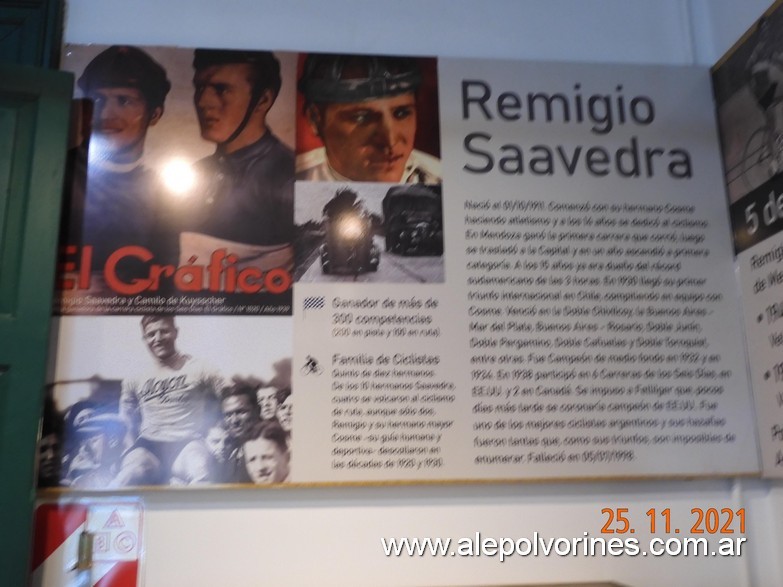 Remigio
Saavedra
Nació el 01/10/1911. Comenzó con su hermano Cosme
haciendo atletismo y a los 16 años se dedicó al ciclismo.
En Mendoza ganó la primera carrera que corrió, luego
se trasladó a la Capital y en un año ascendió a primera
categoría. A los 19 años ya era dueño del récord
sudamericano de las 3 horas. En 1930 llegó su primer
triunfo internacional en Chile, compitiendo en equipo con
Cosme. Venció en la Doble Chivilcoy, la Buenos Aires -
Mar del Plata, Buenos Aires - Rosario, Doble Junín,
Doble Pergamino, Doble Cañuelas y Doble Tornquist,
entre otras. Fue Campeón de medio fondo en 1932 y en
1934. En 1938 participó en 6 Carreras de los Seis Días, en
EE.UU. y 2 en Canadá. Se impuso a que, pocos
días más tarde se coronaría campeón de EE.UU. Fue
uno de los mejores ciclistas argentinos y sus hazañas
fueron tantas que, como sus triunfos, son imposibles de
enumerar. Falleció en 05/07/1998.
El Gráfico
Remigio Saavedra y Camilo de Kuysscher
Ganador de más de
300 competencias
(200 en pista y 100 en ruta)
Familia de Ciclistas
Quinto de diez hermanos.
De los 10 hermanos Saavedra,
cuatro se volcaron al ciclismo
de ruta, aunque sólo dos,
Remigio y su hermano mayor
Cosme -su guía humano y
deportivo- descollaron en
las décadas de 1920 y 1930.
5 de
Remig
de
25. 11. 2021
www.alepolvorines.com.ar